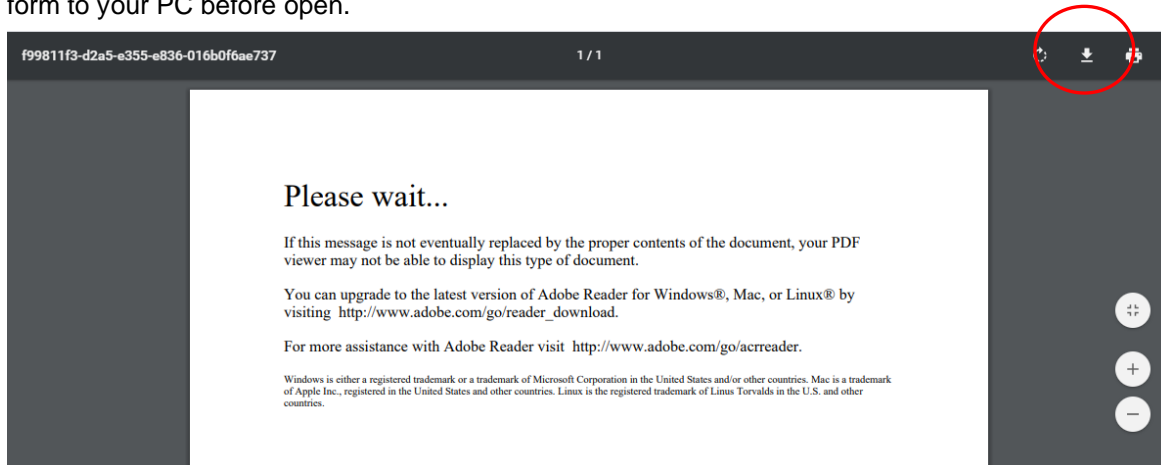 form to your PC before open.
f99811f3-d2a5-e355-e836-016b0f6ae737
1 / 1
Please wait...
If this message is not eventually replaced by the proper contents of the document, your PDF
viewer may not be able to display this type of document.
You can upgrade to the latest version of Adobe Reader for Windows®, Mac, or Linux® by
visiting http://www.adobe.com/go/reader_download.
For more assistance with Adobe Reader visit http://www.adobe.com/go/acrreader.
Windows is either a registered trademark or a trademark of Microsoft Corporation in the United States and/or other countries. Mac is a trademark
of Apple Inc., registered in the United States and other countries. Linux is the registered trademark of Linus Torvalds in the U.S. and other
countries.